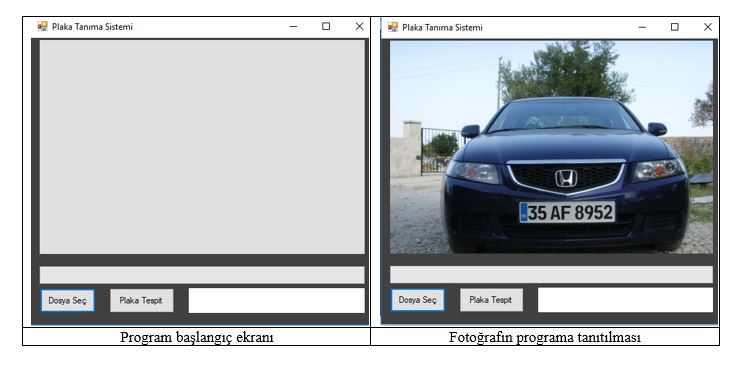 Plaka Tanıma Sistemi
Dosya Seç
Plaka Tespit
Program başlangıç ekranı
Plaka Tanıma Sistemi
35 AF 8952
Dosya Seç
Plaka Tespit
Fotoğrafın programa tanıtılması